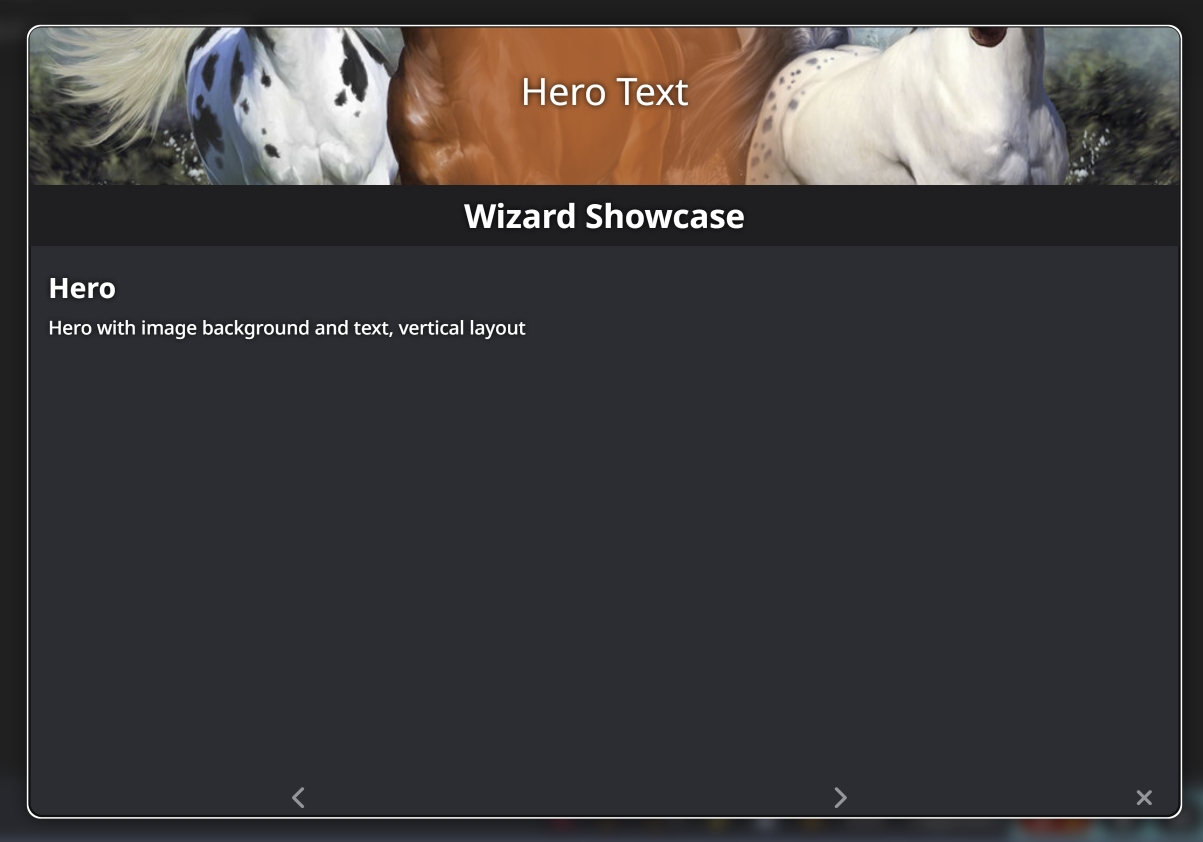 Hero Text
Wizard Showcase
Hero
Hero with image background and text, vertical layout